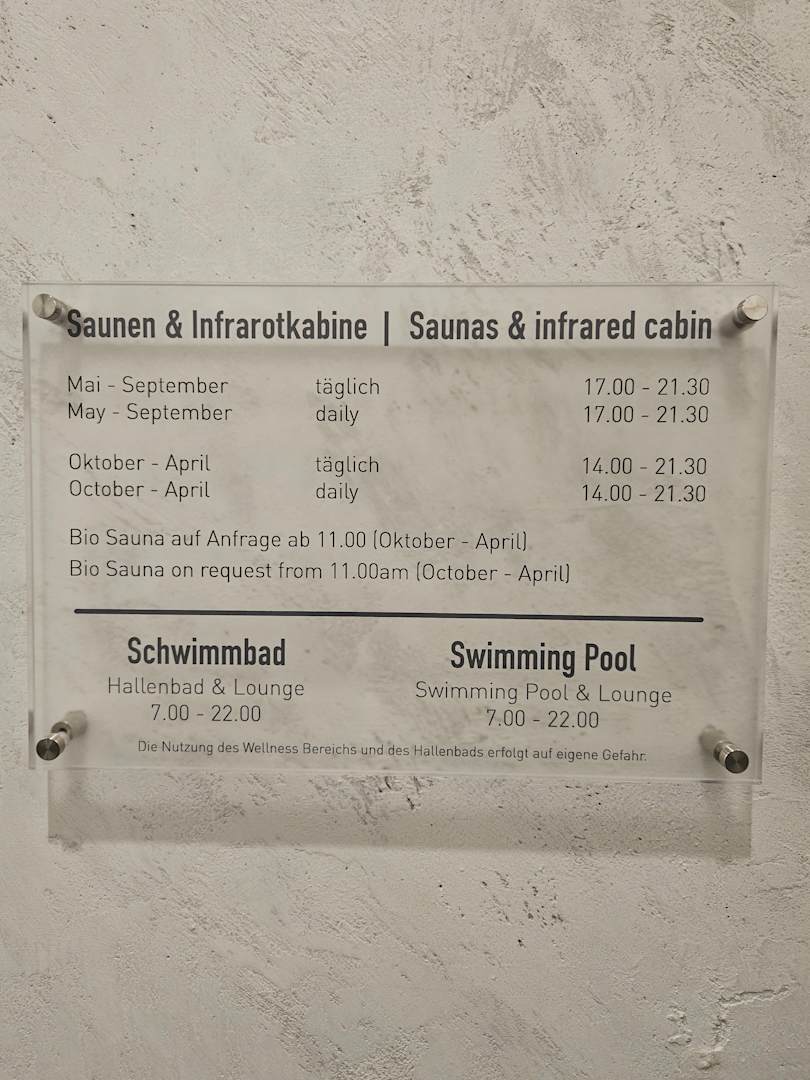 Saunen & Infrarotkabine | Saunas & infrared cabin
Mai - September täglich 17.00 - 21.30
May - September daily 17.00 - 21.30
Oktober - April täglich 14.00 - 21.30
October - April daily 14.00 - 21.30
Bio Sauna auf Anfrage ab 11.00 (Oktober - April)
Bio Sauna on request from 11.00am (October - April)
Schwimmbad Swimming Pool
Hallenbad & Lounge Swimming Pool & Lounge
7.00 - 22.00 7.00 - 22.00
Die Nutzung des Wellness Bereichs und des Hallenbads erfolgt auf eigene Gefahr.